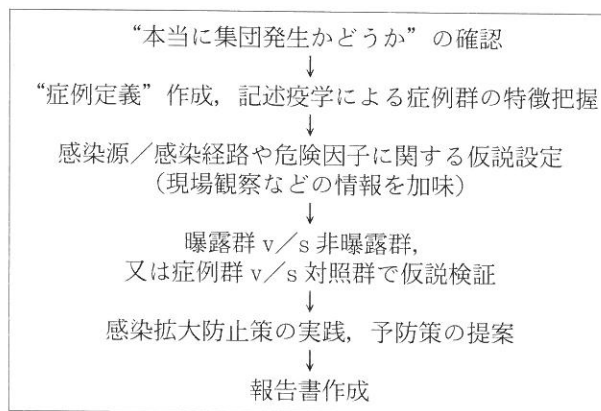 “本当に集団発生かどうか”の確認
↓
“症例定義”作成，記述疫学による症例群の特徴把握
↓
感染源／感染経路や危険因子に関する仮説設定
（現場観察などの情報を加味）
↓
曝露群 v／s 非曝露群，
又は症例群 v／s 対照群で仮説検証
↓
感染拡大防止策の実践，予防策の提案
↓
報告書作成